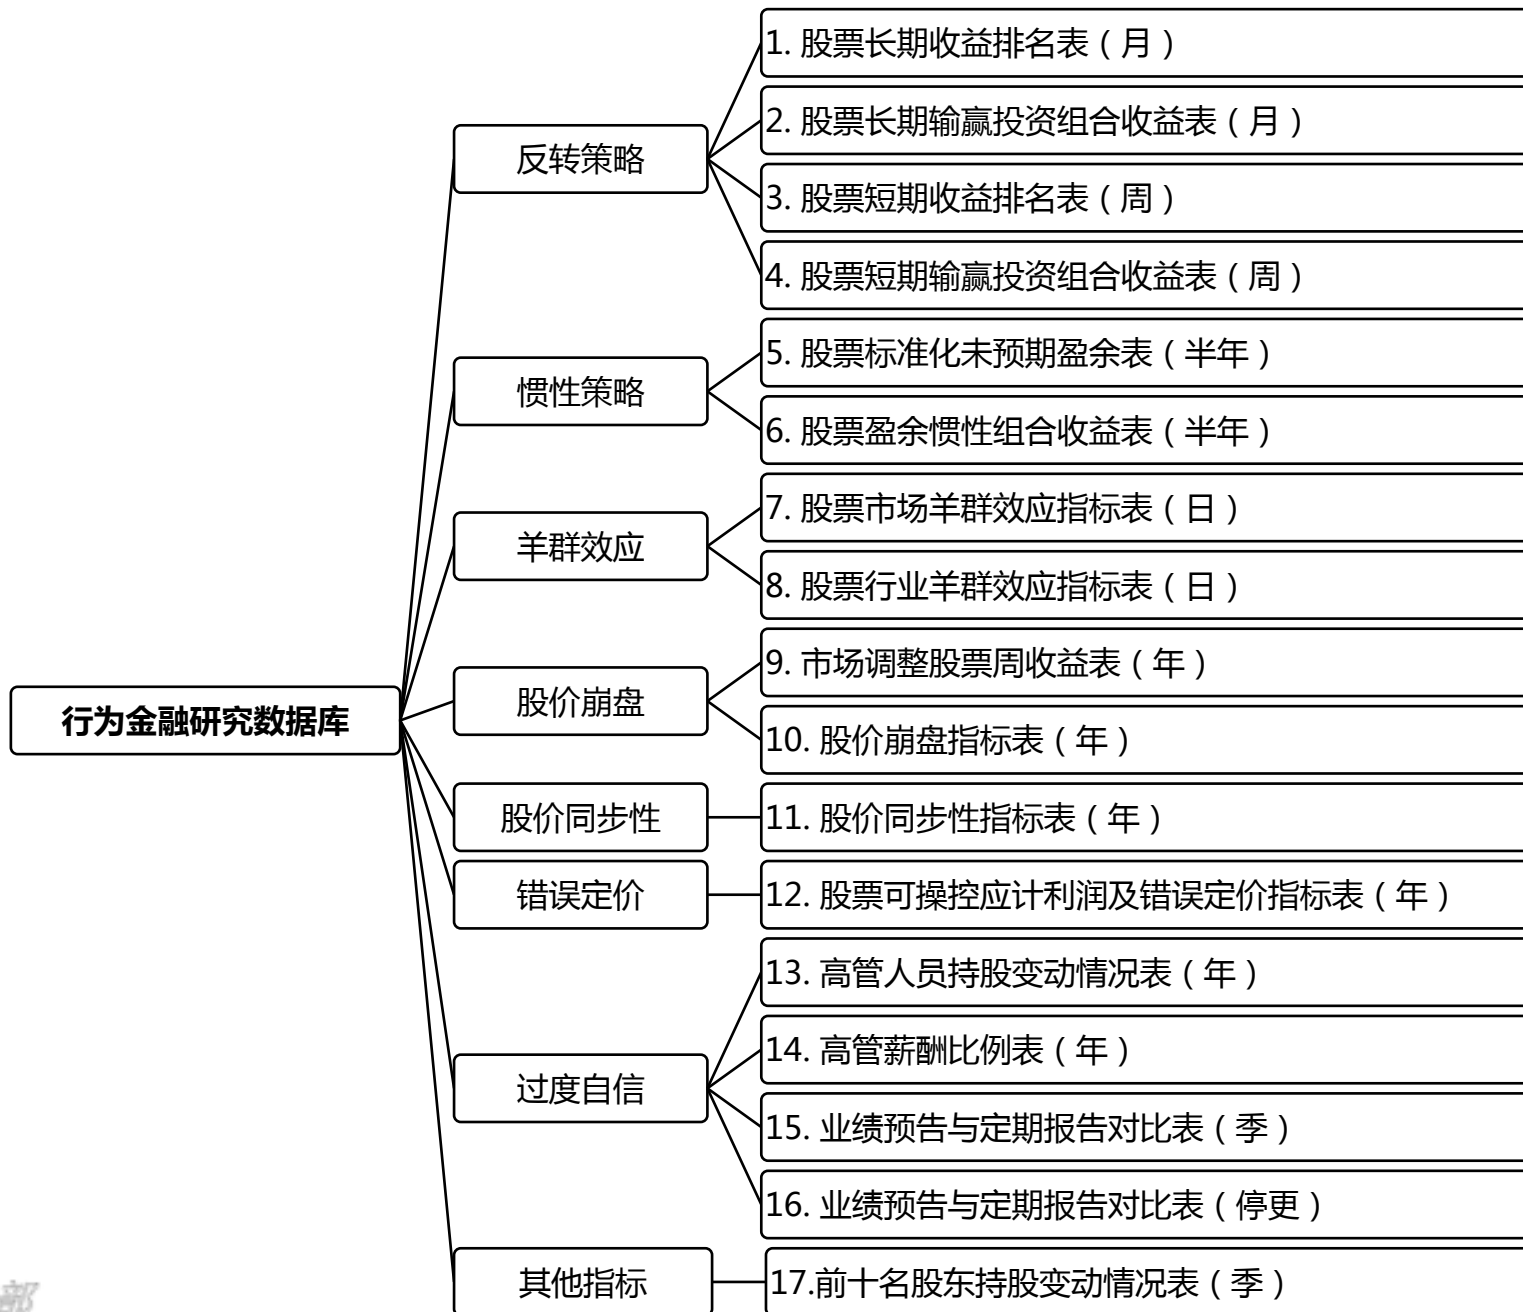 行为金融研究数据库
反转策略
1. 股票长期收益排名表（月）
2. 股票长期输赢投资组合收益表（月）
3. 股票短期收益排名表（周）
4. 股票短期输赢投资组合收益表（周）
惯性策略
5. 股票标准化未预期盈余表（半年）
6. 股票盈余惯性组合收益表（半年）
羊群效应
7. 股票市场羊群效应指标表（日）
8. 股票行业羊群效应指标表（日）
股价崩盘
9. 市场调整股票周收益表（年）
10. 股价崩盘指标表（年）
股价同步性
11. 股价同步性指标表（年）
错误定价
12. 股票可操控应计利润及错误定价指标表（年）
过度自信
13. 高管人员持股变动情况表（年）
14. 高管薪酬比例表（年）
15. 业绩预告与定期报告对比表（季）
16. 业绩预告与定期报告对比表（停更）
其他指标
17.前十名股东持股变动情况表（季）
部